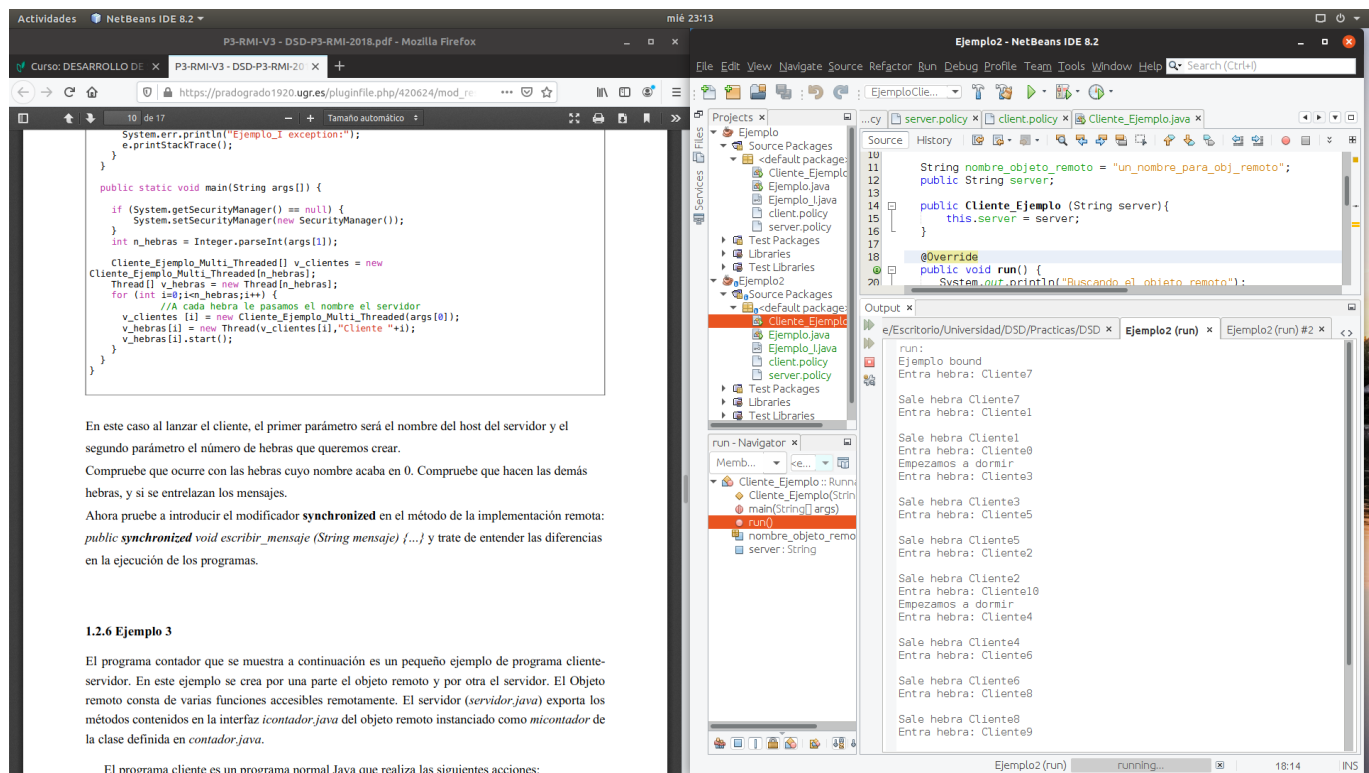 Actividades NetBeans IDE 8.2 mié 23:13
P3-RMI-V3 - DSD-P3-RMI-2018.pdf - Mozilla Firefox
Curso: DESARROLLO DE × P3-RMI-V3 - DSD-P3-RMI-20 × +
https://pradogrado1920.ugr.es/pluginfile.php/420624/mod_re
10 de 17 − + Tamaño automático
System.err.println("Ejemplo_I exception:");
e.printStackTrace();
}
}
public static void main(String args[]) {
if (System.getSecurityManager() == null) {
System.setSecurityManager(new SecurityManager());
}
int n_hebras = Integer.parseInt(args[1]);
Cliente_Ejemplo_Multi_Threaded[] v_clientes = new
Cliente_Ejemplo_Multi_Threaded[n_hebras];
Thread[] v_hebras = new Thread[n_hebras];
for (int i=0;i<n_hebras;i++) {
//A cada hebra le pasamos el nombre el servidor
v_clientes [i] = new Cliente_Ejemplo_Multi_Threaded(args[0]);
v_hebras[i] = new Thread(v_clientes[i],"Cliente "+i);
v_hebras[i].start();
}
}
}
En este caso al lanzar el cliente, el primer parámetro será el nombre del host del servidor y el
segundo parámetro el número de hebras que queremos crear.
Compruebe que ocurre con las hebras cuyo nombre acaba en 0. Compruebe que hacen las demás
hebras, y si se entrelazan los mensajes.
Ahora pruebe a introducir el modificador synchronized en el método de la implementación remota:
public synchronized void escribir_mensaje (String mensaje) {…} y trate de entender las diferencias
en la ejecución de los programas.
1.2.6 Ejemplo 3
El programa contador que se muestra a continuación es un pequeño ejemplo de programa cliente-
servidor. En este ejemplo se crea por una parte el objeto remoto y por otra el servidor. El Objeto
remoto consta de varias funciones accesibles remotamente. El servidor (servidor.java) exporta los
métodos contenidos en la interfaz icontador.java del objeto remoto instanciado como micontador de
la clase definida en contador.java.
El programa cliente es un programa normal Java que realiza las siguientes acciones:
Ejemplo2 - NetBeans IDE 8.2
File Edit View Navigate Source Refactor Run Debug Profile Team Tools Window Help Search (Ctrl+I)
EjemploClie...
Files
Services
Projects ×
Ejemplo
Source Packages
<default package>
Cliente_Ejemplo
Ejemplo.java
Ejemplo_I.java
client.policy
server.policy
Test Packages
Libraries
Test Libraries
Ejemplo2
Source Packages
<default package>
Cliente_Ejemplo
Ejemplo.java
Ejemplo_I.java
client.policy
server.policy
Test Packages
Libraries
Test Libraries
run - Navigator ×
Memb... <e...
Cliente_Ejemplo :: Runna
Cliente_Ejemplo(Strin
main(String[] args)
run()
nombre_objeto_remo
server : String
...cy server.policy × client.policy × Cliente_Ejemplo.java ×
Source History
10
11 String nombre_objeto_remoto = "un_nombre_para_obj_remoto";
12 public String server;
13
14 public Cliente_Ejemplo (String server){
15 this.server = server;
16 }
17
18 @Override
public void run() {
20 System.out.println("Buscando el objeto remoto");
Output ×
e/Escritorio/Universidad/DSD/Practicas/DSD × Ejemplo2 (run) × Ejemplo2 (run) #2 ×
run:
Ejemplo bound
Entra hebra: Cliente7
Sale hebra Cliente7
Entra hebra: Cliente1
Sale hebra Cliente1
Entra hebra: Cliente0
Empezamos a dormir
Entra hebra: Cliente3
Sale hebra Cliente3
Entra hebra: Cliente5
Sale hebra Cliente5
Entra hebra: Cliente2
Sale hebra Cliente2
Entra hebra: Cliente10
Empezamos a dormir
Entra hebra: Cliente4
Sale hebra Cliente4
Entra hebra: Cliente6
Sale hebra Cliente6
Entra hebra: Cliente8
Sale hebra Cliente8
Entra hebra: Cliente9
Ejemplo2 (run) running... 18:14 INS